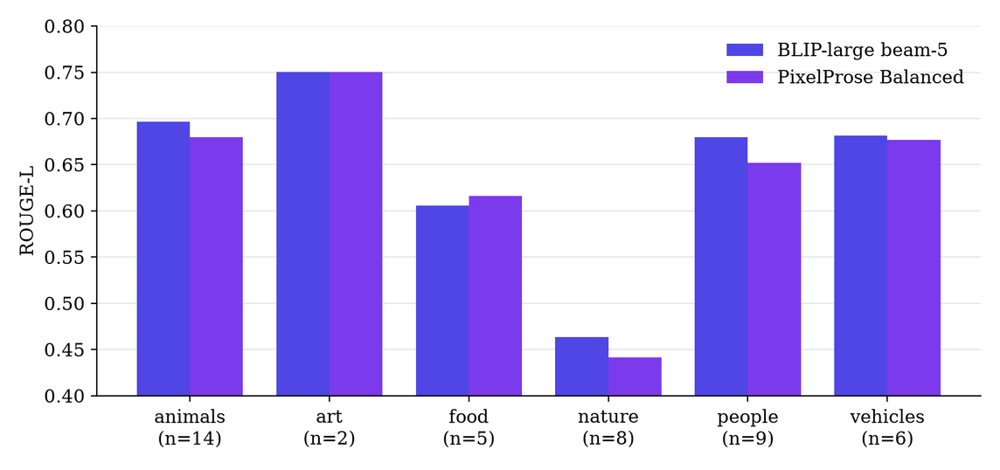 0.80
0.75
0.70
0.65
0.60
0.55
0.50
0.45
0.40
ROUGE-L
BLIP-large beam-5
PixelProse Balanced
animals
(n=14)
art
(n=2)
food
(n=5)
nature
(n=8)
people
(n=9)
vehicles
(n=6)